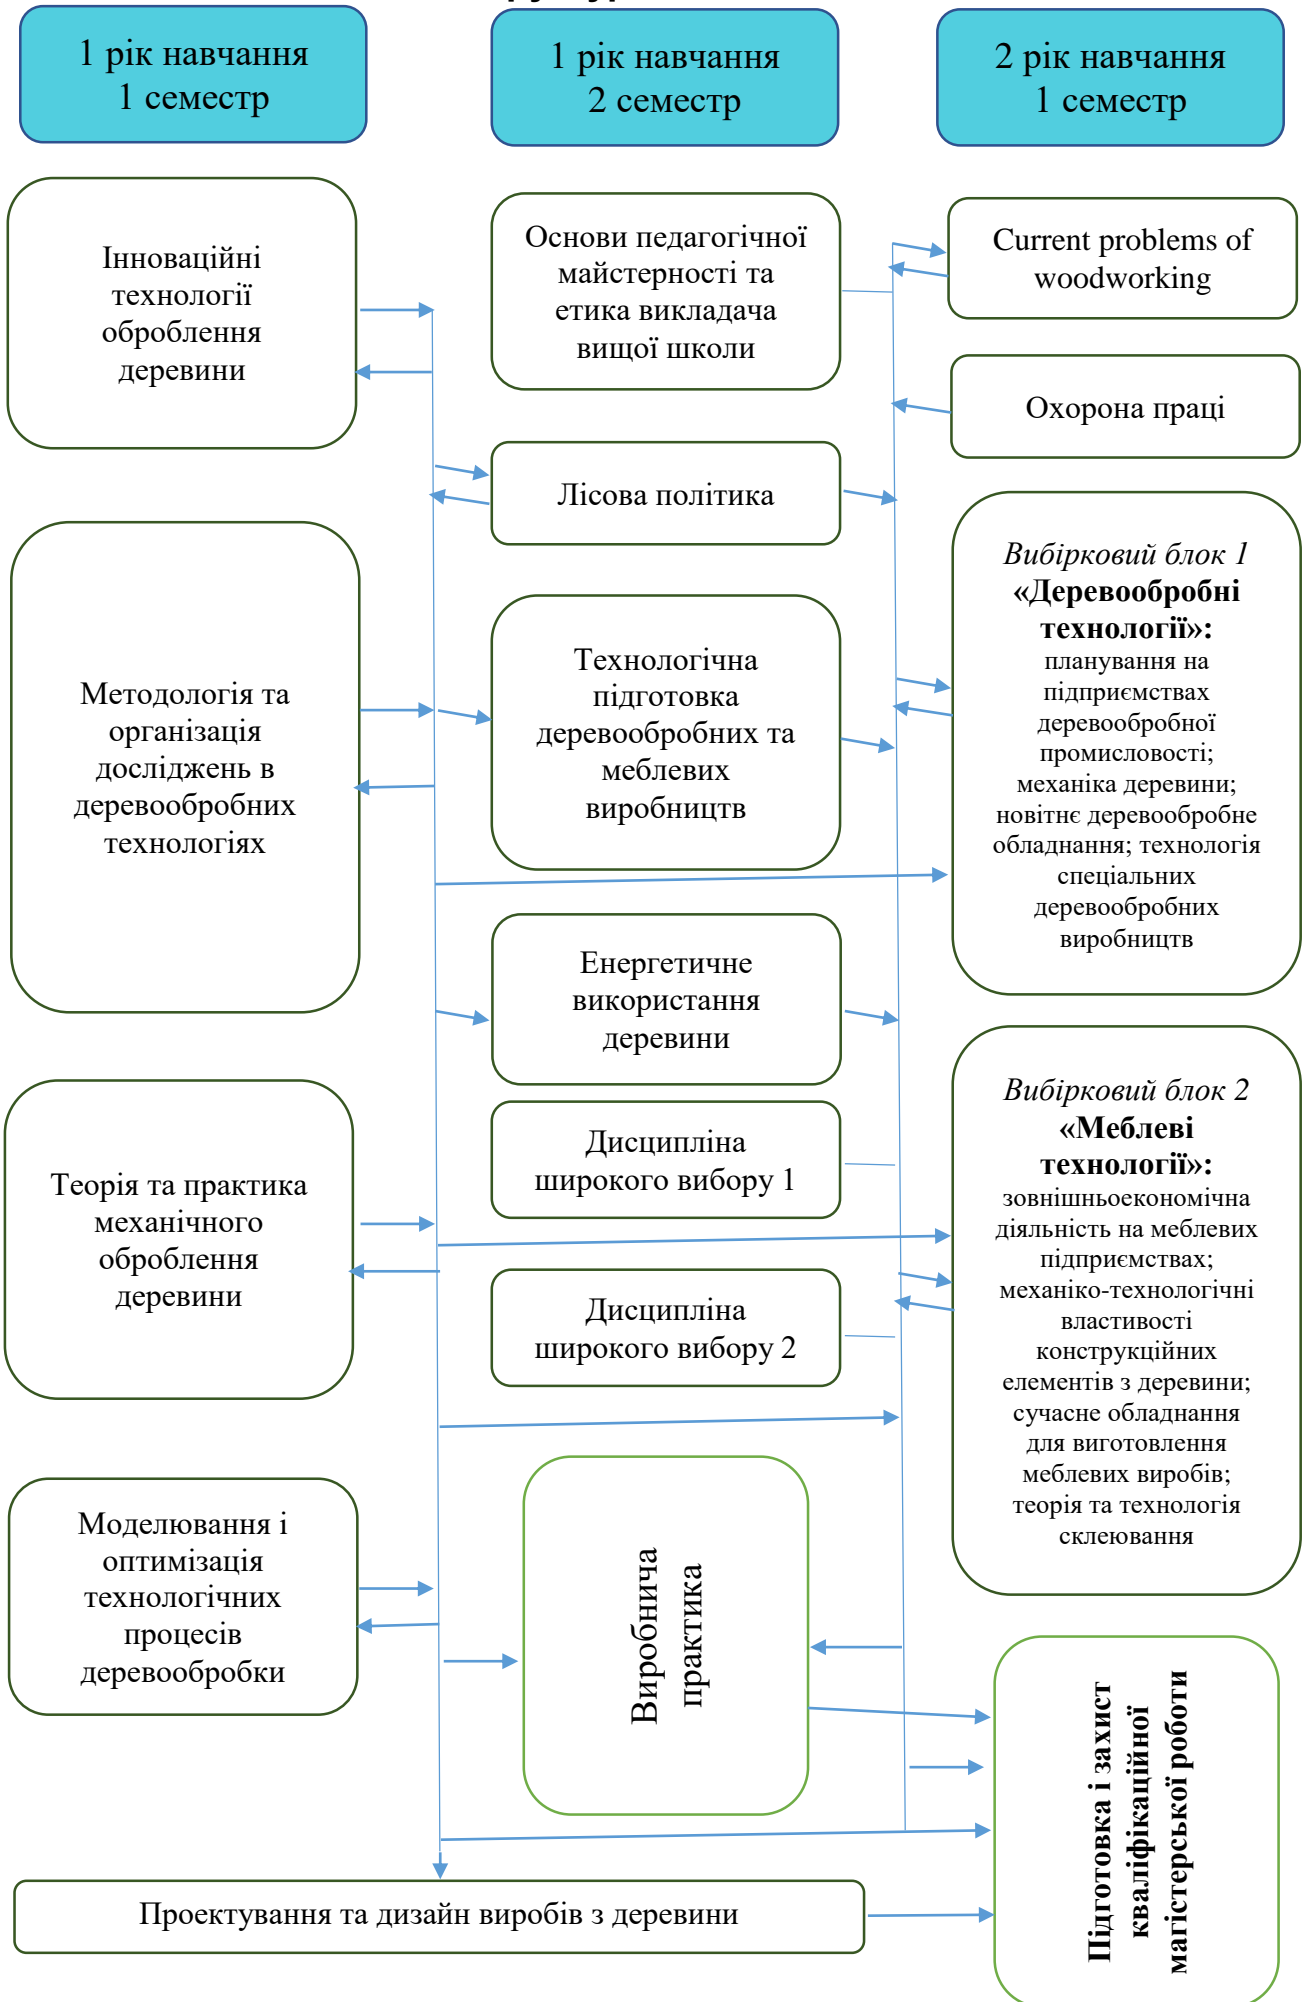 1 рік навчання
1 семестр
1 рік навчання
2 семестр
2 рік навчання
1 семестр
Інноваційні
технології
оброблення
деревини
Методологія та
організація
досліджень в
деревообробних
технологіях
Теорія та практика
механічного
оброблення
деревини
Моделювання і
оптимізація
технологічних
процесів
деревообробки
Основи педагогічної
майстерності та
етика викладача
вищої школи
Лісова політика
Технологічна
підготовка
деревообробних та
меблевих
виробництв
Енергетичне
використання
деревини
Дисципліна
широкого вибору 1
Дисципліна
широкого вибору 2
Виробнича
практика
Current problems of
woodworking
Охорона праці
Вибірковий блок 1
«Деревообробні
технології»:
планування на
підприємствах
деревообробної
промисловості;
механіка деревини;
новітнє деревообробне
обладнання; технологія
спеціальних
деревообробних
виробництв
Вибірковий блок 2
«Меблеві
технології»:
зовнішньоекономічна
діяльність на меблевих
підприємствах;
механіко-технологічні
властивості
конструкційних
елементів з деревини;
сучасне обладнання
для виготовлення
меблевих виробів;
теорія та технологія
склеювання
Підготовка і захист
кваліфікаційної
магістерської роботи
Проектування та дизайн виробів з деревини